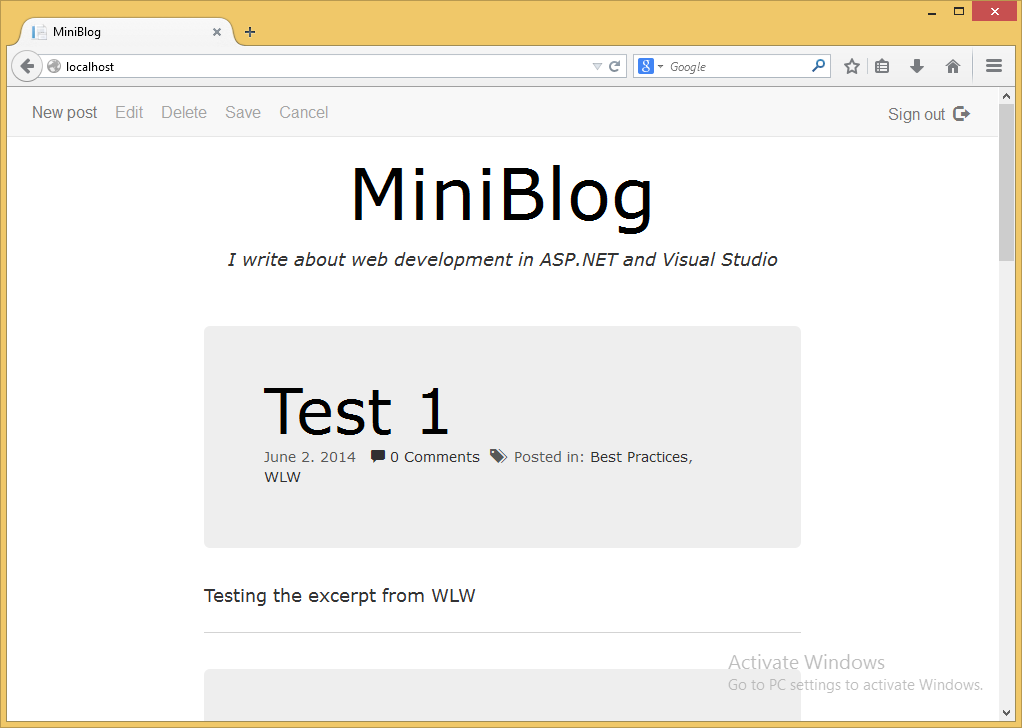 MiniBlog
localhost
Google
New post Edit Delete Save Cancel Sign out
MiniBlog
I write about web development in ASP.NET and Visual Studio
Test 1
June 2. 2014 0 Comments Posted in: Best Practices,
WLW
Testing the excerpt from WLW
Activate Windows
Go to PC settings to activate Windows.